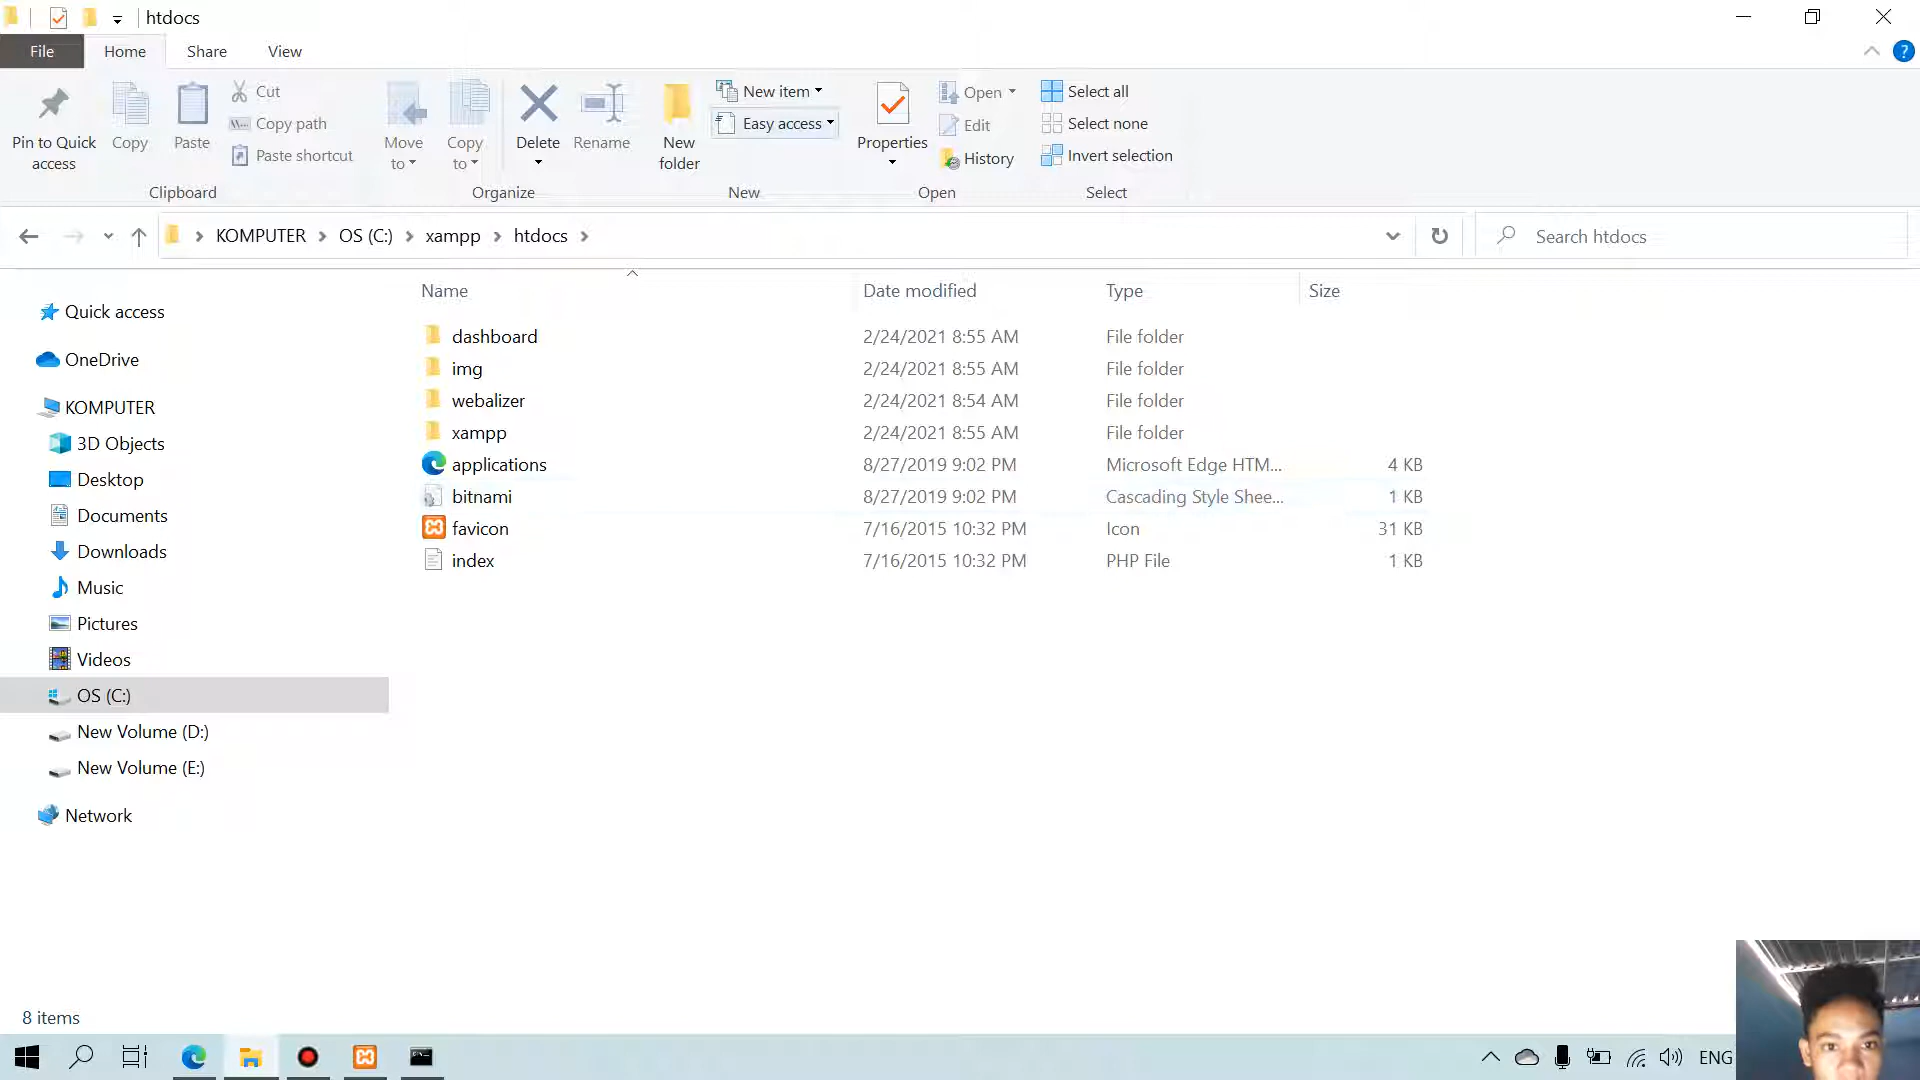 htdocs
File Home Share View
Pin to Quick access
Copy
Paste
Cut
Copy path
Paste shortcut
Clipboard
Move to
Copy to
Delete
Rename
Organize
New folder
New item
Easy access
New
Properties
Open
Edit
History
Open
Select all
Select none
Invert selection
Select
KOMPUTER OS (C:) xampp htdocs
Search htdocs
Name Date modified Type Size
dashboard 2/24/2021 8:55 AM File folder
img 2/24/2021 8:55 AM File folder
webalizer 2/24/2021 8:54 AM File folder
xampp 2/24/2021 8:55 AM File folder
applications 8/27/2019 9:02 PM Microsoft Edge HTM... 4 KB
bitnami 8/27/2019 9:02 PM Cascading Style Shee... 1 KB
favicon 7/16/2015 10:32 PM Icon 31 KB
index 7/16/2015 10:32 PM PHP File 1 KB
Quick access
OneDrive
KOMPUTER
3D Objects
Desktop
Documents
Downloads
Music
Pictures
Videos
OS (C:)
New Volume (D:)
New Volume (E:)
Network
8 items
ENG